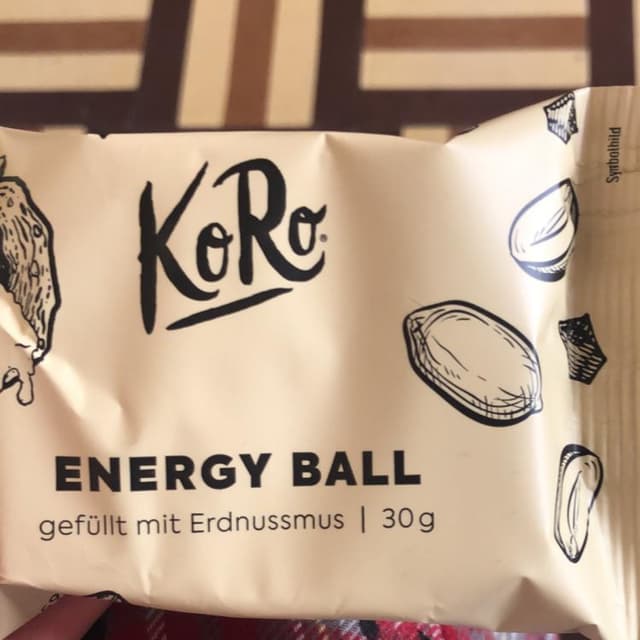 KoRo
ENERGY BALL
gefüllt mit Erdnussmus | 30g
Symbolbild